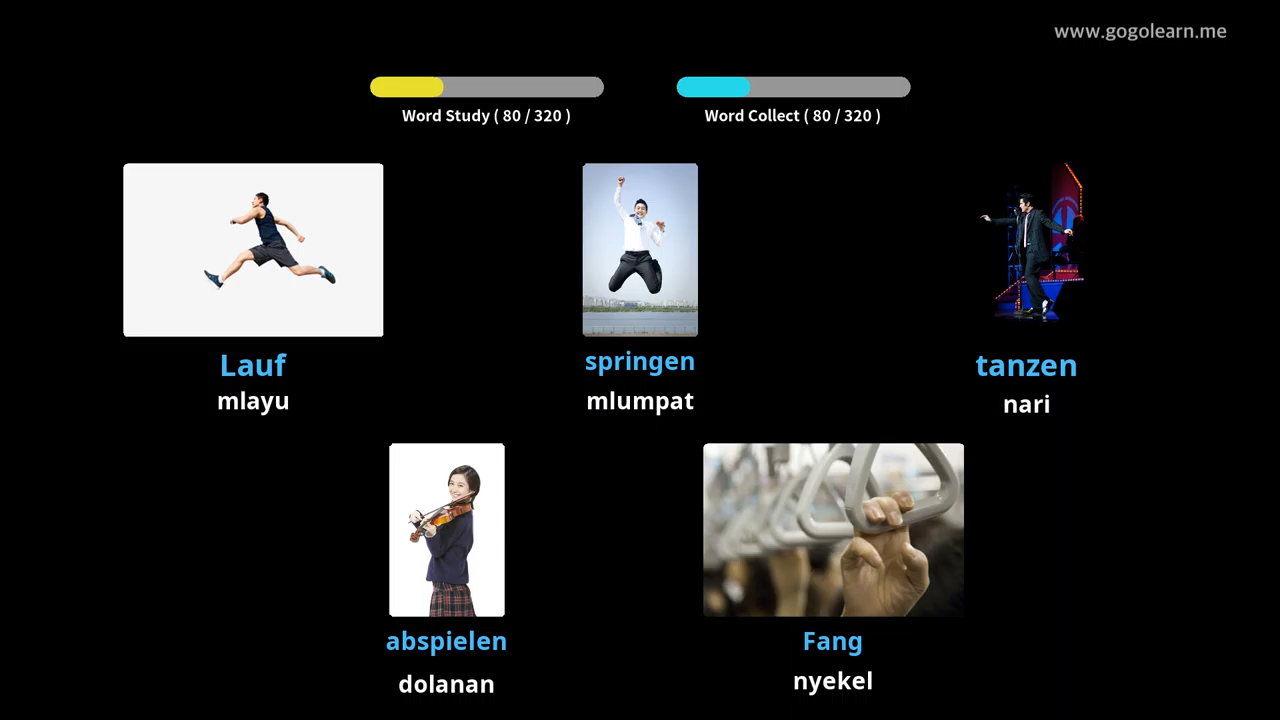 www.gogolearn.me
Word Study ( 80 / 320 )
Word Collect ( 80 / 320 )
Lauf
mlayu
springen
mlumpat
tanzen
nari
abspielen
dolanan
Fang
nyekel